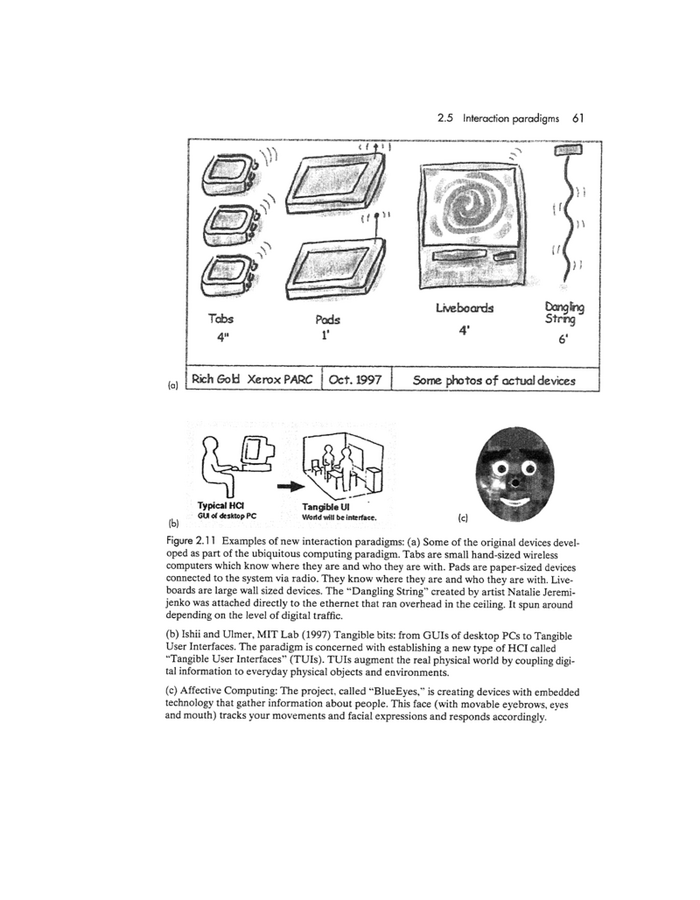 2.5 Interaction paradigms 61
Tabs
4"
Pads
1'
Liveboards
4'
Dangling
String
6'
(a)
Rich Gold Xerox PARC Oct. 1997 Some photos of actual devices
Typical HCI
GUI of desktop PC
Tangible UI
World will be interface.
(b)
(c)
Figure 2.11 Examples of new interaction paradigms: (a) Some of the original devices devel-
oped as part of the ubiquitous computing paradigm. Tabs are small hand-sized wireless
computers which know where they are and who they are with. Pads are paper-sized devices
connected to the system via radio. They know where they are and who they are with. Live-
boards are large wall sized devices. The “Dangling String” created by artist Natalie Jeremi-
jenko was attached directly to the ethernet that ran overhead in the ceiling. It spun around
depending on the level of digital traffic.
(b) Ishii and Ulmer, MIT Lab (1997) Tangible bits: from GUIs of desktop PCs to Tangible
User Interfaces. The paradigm is concerned with establishing a new type of HCI called
“Tangible User Interfaces” (TUIs). TUIs augment the real physical world by coupling digi-
tal information to everyday physical objects and environments.
(c) Affective Computing: The project, called “BlueEyes,” is creating devices with embedded
technology that gather information about people. This face (with movable eyebrows, eyes
and mouth) tracks your movements and facial expressions and responds accordingly.